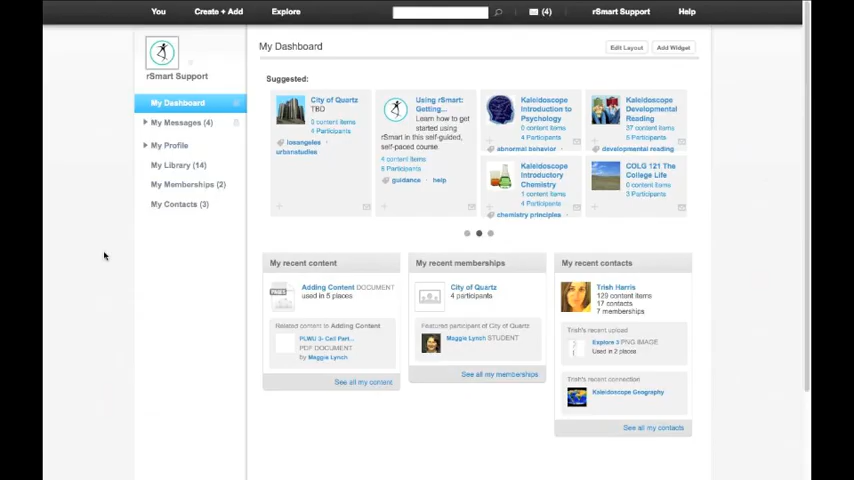 You
Create + Add
Explore
(4)
rSmart Support
Help
rSmart Support
My Dashboard
My Messages (4)
My Profile
My Library (14)
My Memberships (2)
My Contacts (3)
My Dashboard
Edit Layout
Add Widget
Suggested:
City of Quartz
TBD
0 content items
4 Participants
losangeles ·
urbanstudies
Using rSmart:
Getting...
Learn how to get
started using
rSmart in this self-guided,
self-paced course.
4 content items
8 Participants
guidance · help
Kaleidoscope
Introduction to
Psychology
0 content items
4 Participants
abnormal behavior ·
Kaleidoscope
Introductory
Chemistry
1 content items
4 Participants
chemistry principles ·
Kaleidoscope
Developmental
Reading
37 content items
6 Participants
developmental reading
COLG 121 The
College Life
0 content items
3 Participants
My recent content
Adding Content DOCUMENT
used in 5 places
Related content to Adding Content
PLWU 3- Cell Part...
PDF DOCUMENT
by Maggie Lynch
See all my content
My recent memberships
City of Quartz
4 participants
Featured participant of City of Quartz
Maggie Lynch STUDENT
See all my memberships
My recent contacts
Trish Harris
129 content items
17 contacts
7 memberships
Trish's recent upload
Explore 3 PNG IMAGE
Used in 2 places
Trish's recent connection
Kaleidoscope Geography
See all my contacts